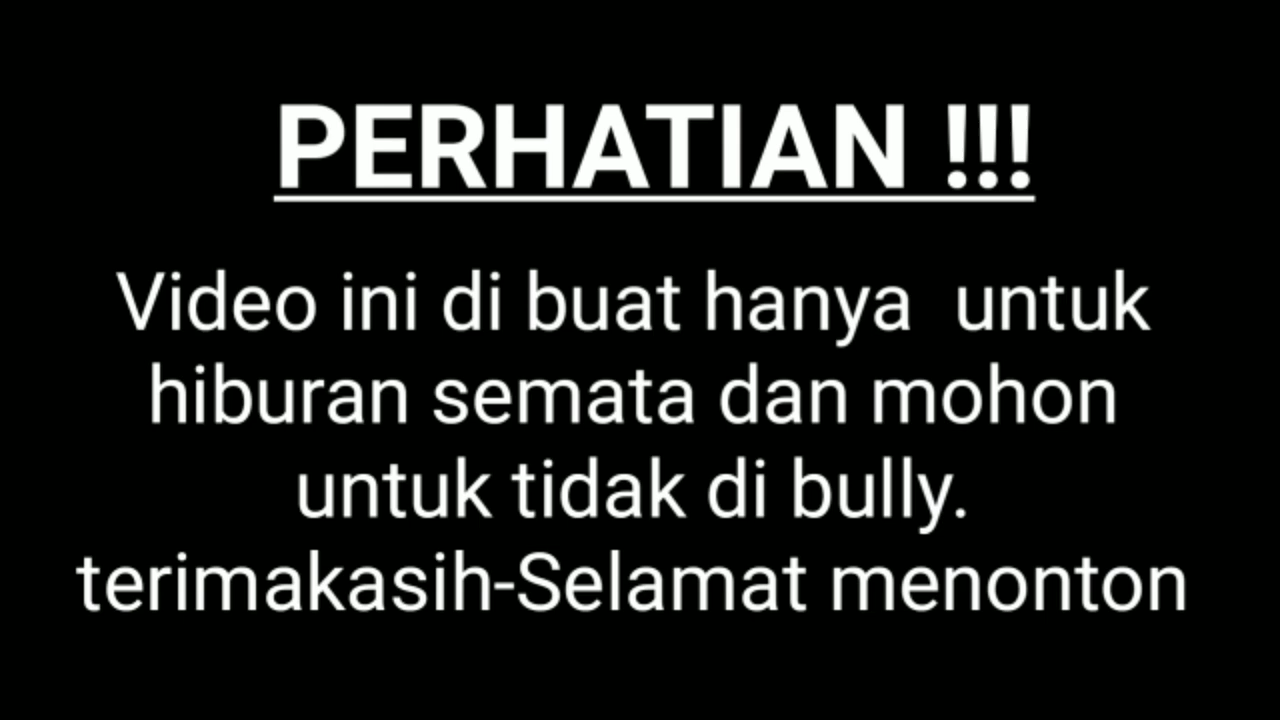 PERHATIAN !!!
Video ini di buat hanya  untuk
hiburan semata dan mohon
untuk tidak di bully.
terimakasih-Selamat menonton